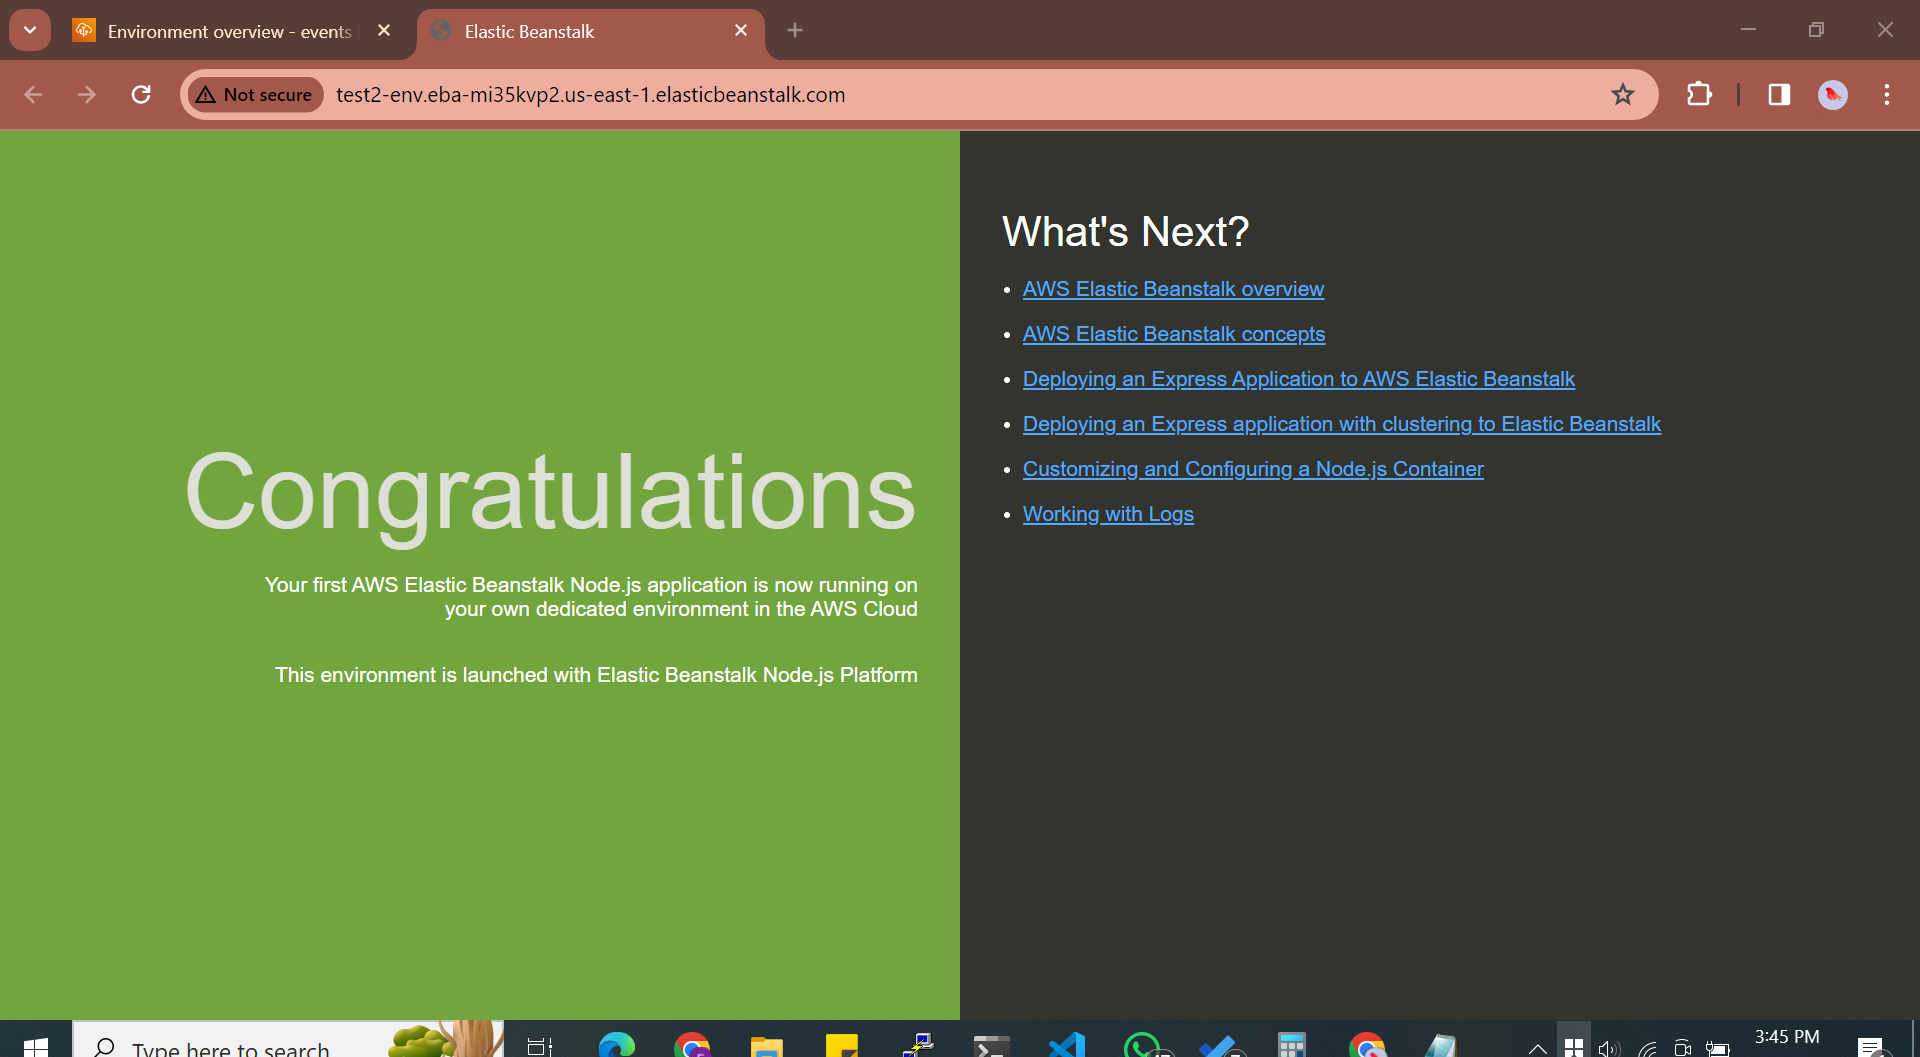 Environment overview - events
Elastic Beanstalk
Not secure
test2-env.eba-mi35kvp2.us-east-1.elasticbeanstalk.com
Congratulations
Your first AWS Elastic Beanstalk Node.js application is now running on
your own dedicated environment in the AWS Cloud
This environment is launched with Elastic Beanstalk Node.js Platform
What's Next?
AWS Elastic Beanstalk overview
AWS Elastic Beanstalk concepts
Deploying an Express Application to AWS Elastic Beanstalk
Deploying an Express application with clustering to Elastic Beanstalk
Customizing and Configuring a Node.js Container
Working with Logs
Type here to search
3:45 PM